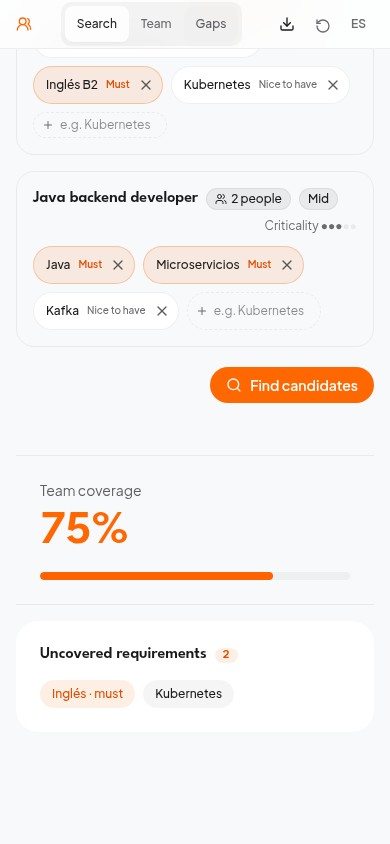 Search Team Gaps ES
Inglés B2 Must Kubernetes Nice to have
+ e.g. Kubernetes
Java backend developer 2 people Mid
Criticality
Java Must Microservicios Must
Kafka Nice to have + e.g. Kubernetes
Find candidates
Team coverage
75%
Uncovered requirements 2
Inglés · must Kubernetes